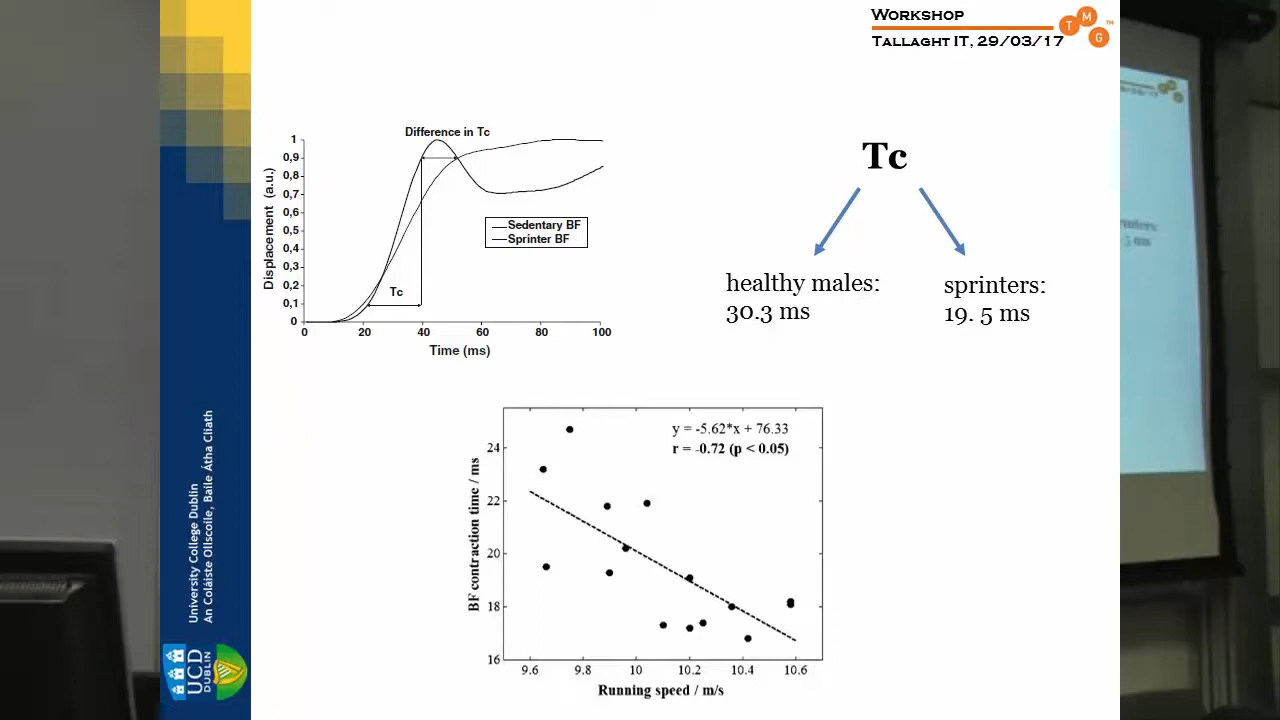 WORKSHOP
TALLAGHT IT, 29/03/17
T M G
TM
Difference in Tc
1
0,9
0,8
0,7
0,6
0,5
0,4
0,3
0,2
0,1
0
Displacement (a.u.)
Sedentary BF
Sprinter BF
Tc
0 20 40 60 80 100
Time (ms)
Tc
healthy males:
30.3 ms
sprinters:
19. 5 ms
y = -5.62*x + 76.33
r = -0.72 (p < 0.05)
24
22
20
18
16
BF contraction time / ms
9.6 9.8 10 10.2 10.4 10.6
Running speed / m/s
University College Dublin
An Coláiste Ollscoile, Baile Átha Cliath
UCD
DUBLIN